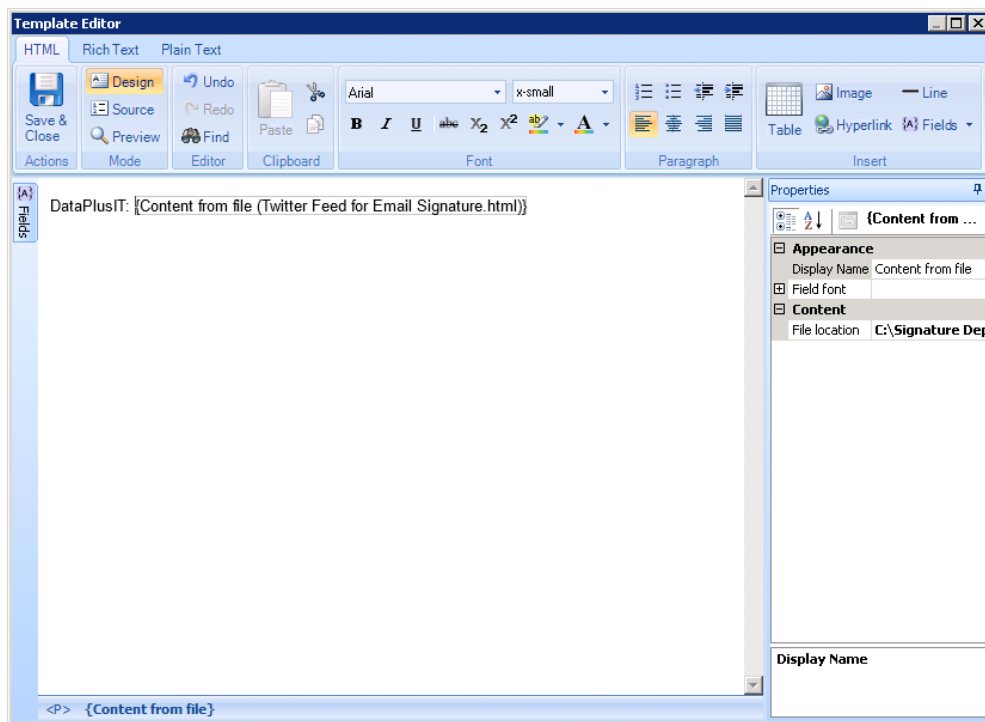 Template Editor
HTML Rich Text Plain Text
Save & Close
Design
Source
Preview
Undo
Redo
Find
Paste
Arial
x-small
B I U abc X2 X2 ab A
Table
Image
Line
Hyperlink
{A} Fields
Actions Mode Editor Clipboard Font Paragraph Insert
{A} Fields
DataPlusIT: {Content from file (Twitter Feed for Email Signature.html)}
Properties
A Z
{Content from ...
Appearance
Display Name Content from file
Field font
Content
File location C:\Signature Dep
Display Name
<P> {Content from file}